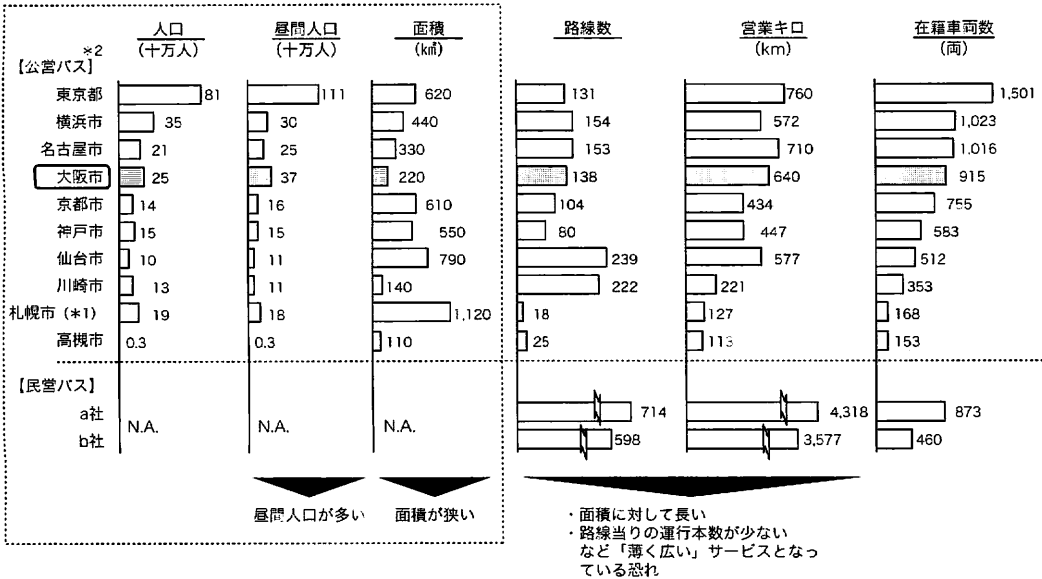 人口 昼間人口 面積 路線数 営業キロ 在籍車両数
*2 (十万人) (十万人) (k㎡) (km) (両)
【公営バス】
東京都 81 111 620 131 760 1,501
横浜市 35 30 440 154 572 1,023
名古屋市 21 25 330 153 710 1,016
大阪市 25 37 220 138 640 915
京都市 14 16 610 104 434 755
神戸市 15 15 550 80 447 583
仙台市 10 11 790 239 577 512
川崎市 13 11 140 222 221 353
札幌市 (*1) 19 18 1,120 18 127 168
高槻市 0.3 0.3 110 25 113 153
【民営バス】
a社 N.A. N.A. N.A. 714 4,318 873
b社 598 3,577 460
昼間人口が多い 面積が狭い
・面積に対して長い
・路線当りの運行本数が少ない
など「薄く広い」サービスとなっ
ている恐れ